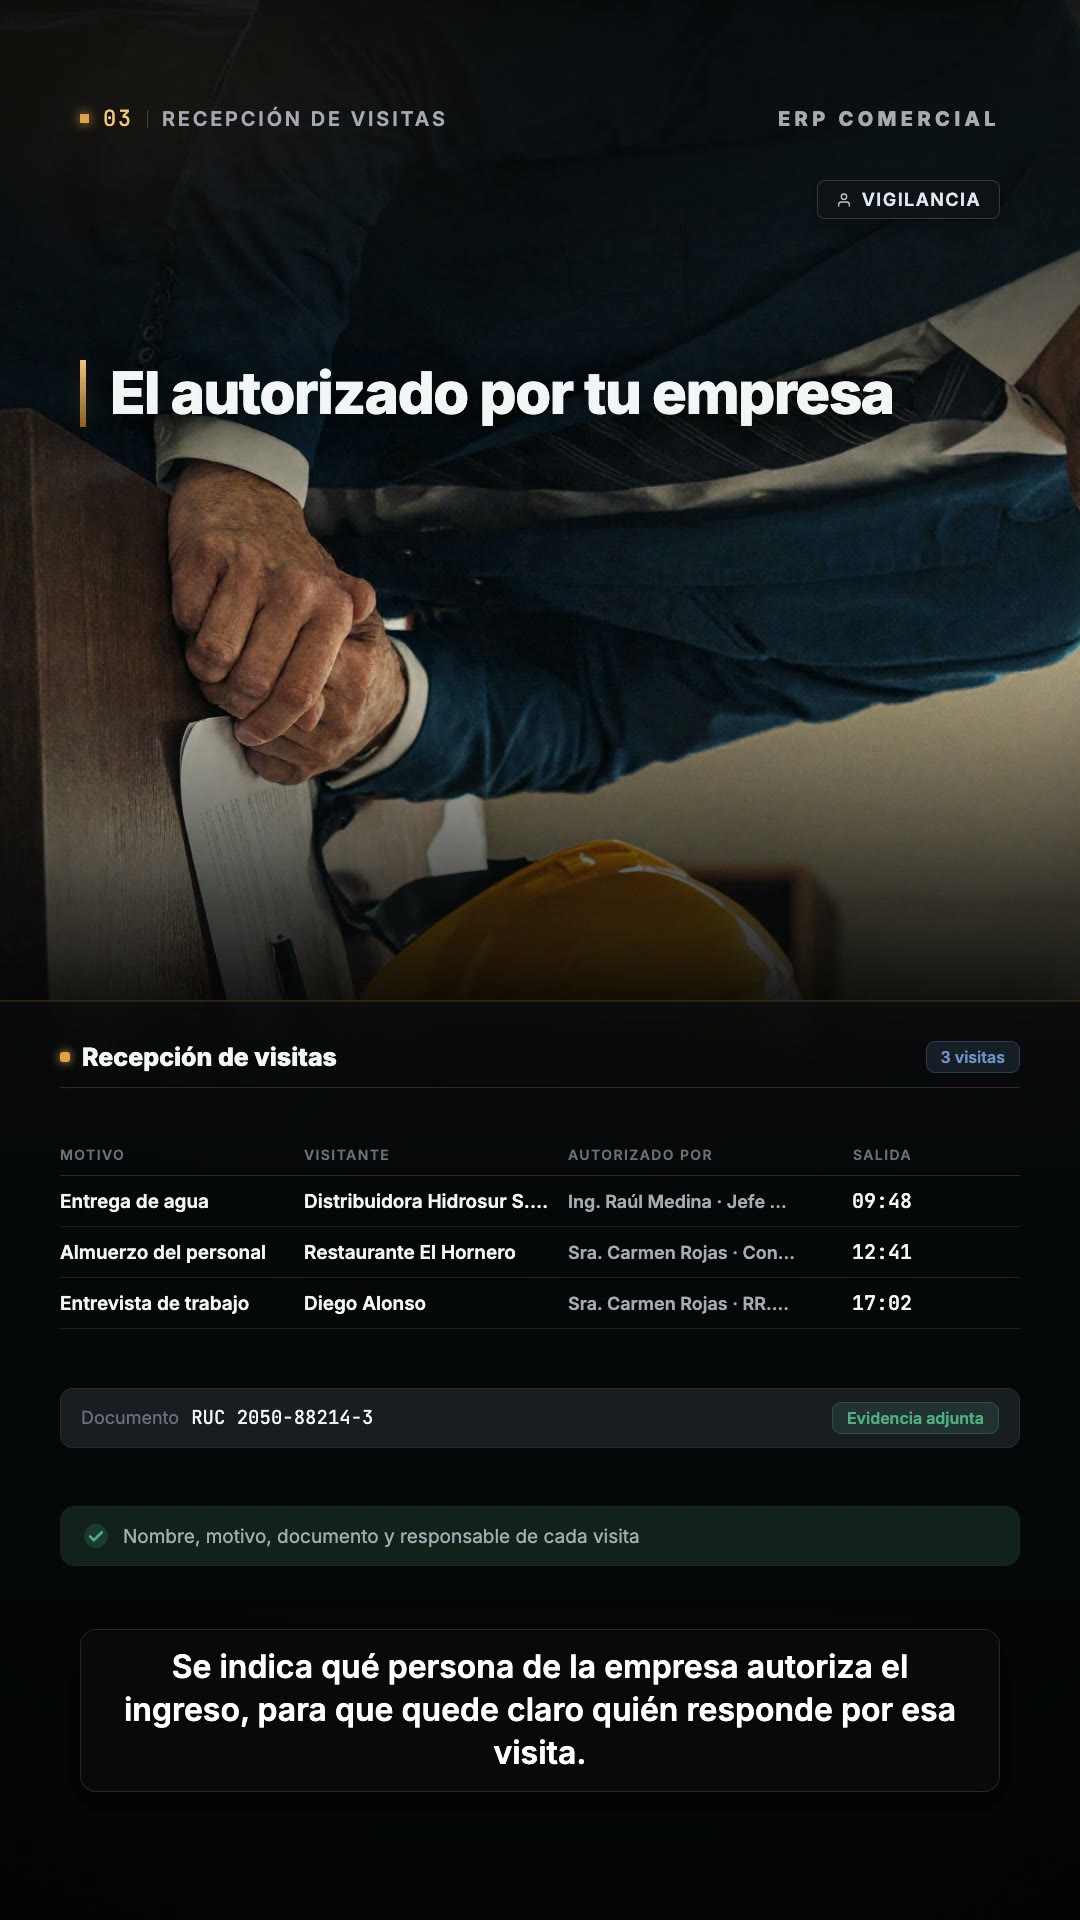 03 RECEPCIÓN DE VISITAS
ERP COMERCIAL
VIGILANCIA
El autorizado por tu empresa
Recepción de visitas
3 visitas
MOTIVO VISITANTE AUTORIZADO POR SALIDA
Entrega de agua Distribuidora Hidrosur S.... Ing. Raúl Medina · Jefe ... 09:48
Almuerzo del personal Restaurante El Hornero Sra. Carmen Rojas · Con... 12:41
Entrevista de trabajo Diego Alonso Sra. Carmen Rojas · RR.... 17:02
Documento RUC 2050-88214-3 Evidencia adjunta
Nombre, motivo, documento y responsable de cada visita
Se indica qué persona de la empresa autoriza el
ingreso, para que quede claro quién responde por esa
visita.